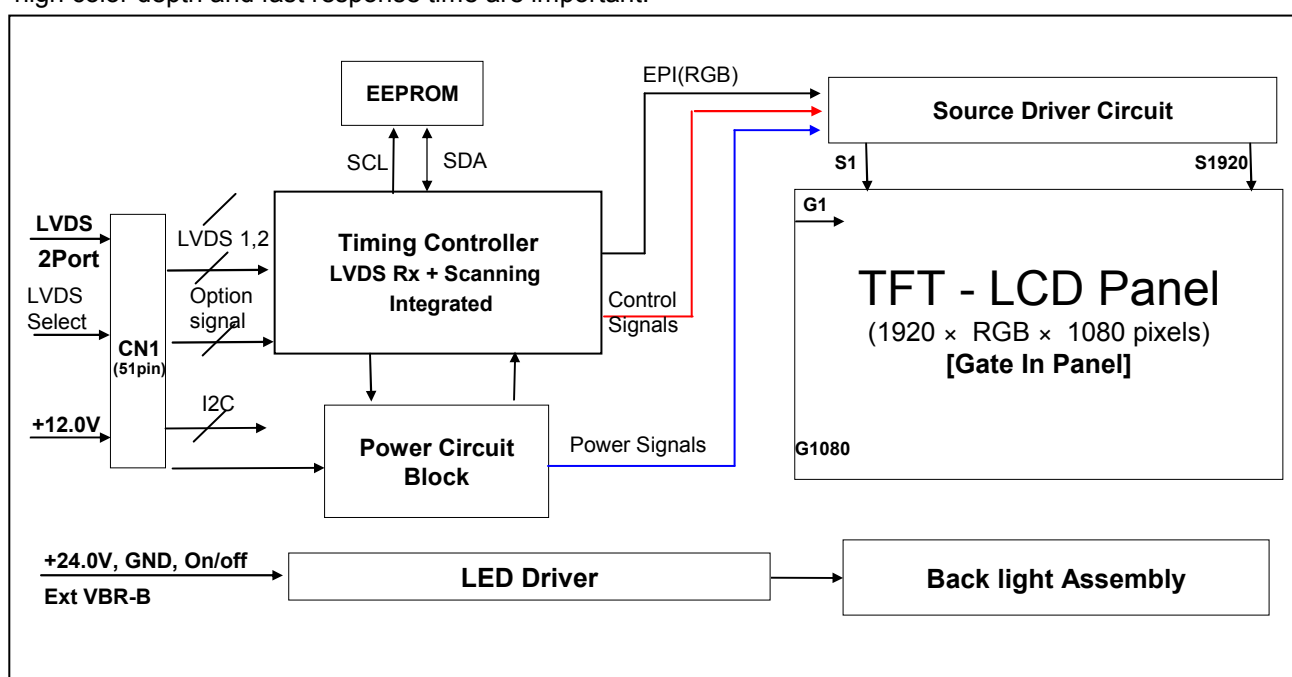 high color depth and fast response time are important.
EEPROM
SCL
SDA
EPI(RGB)
Source Driver Circuit
S1
S1920
LVDS
2Port
LVDS
Select
+12.0V
CN1
(51pin)
LVDS 1,2
Option
signal
I2C
Timing Controller
LVDS Rx + Scanning
Integrated
Control
Signals
Power Circuit
Block
Power Signals
G1
TFT - LCD Panel
(1920 × RGB × 1080 pixels)
[Gate In Panel]
G1080
+24.0V, GND, On/off
Ext VBR-B
LED Driver
Back light Assembly